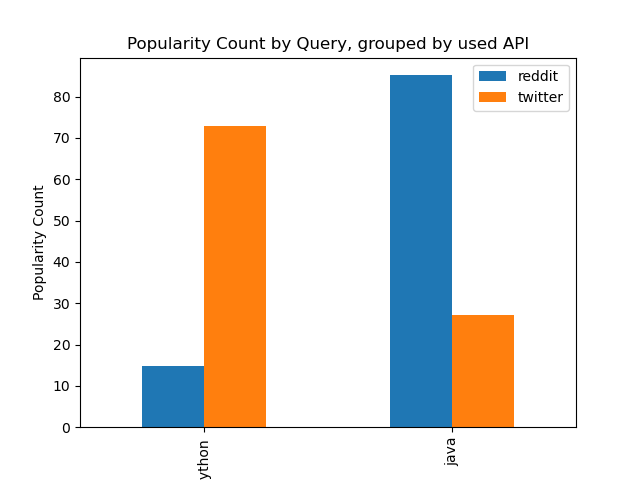 Popularity Count by Query, grouped by used API
reddit
twitter
Popularity Count
80
70
60
50
40
30
20
10
0
ython
java